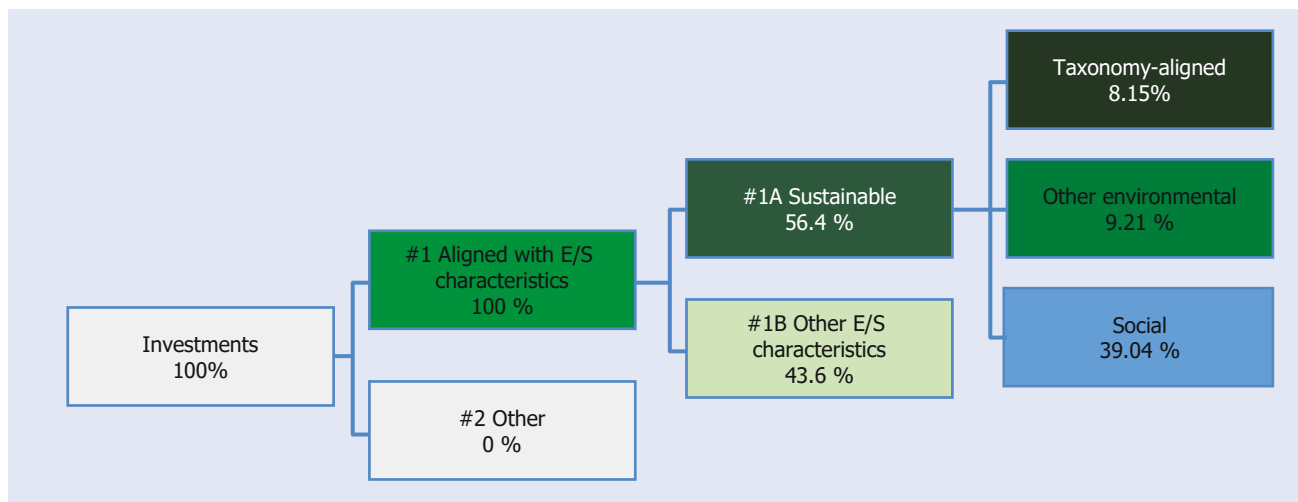 Investments
100%
#1 Aligned with E/S
characteristics
100 %
#2 Other
0 %
#1A Sustainable
56.4 %
#1B Other E/S
characteristics
43.6 %
Taxonomy-aligned
8.15%
Other environmental
9.21 %
Social
39.04 %